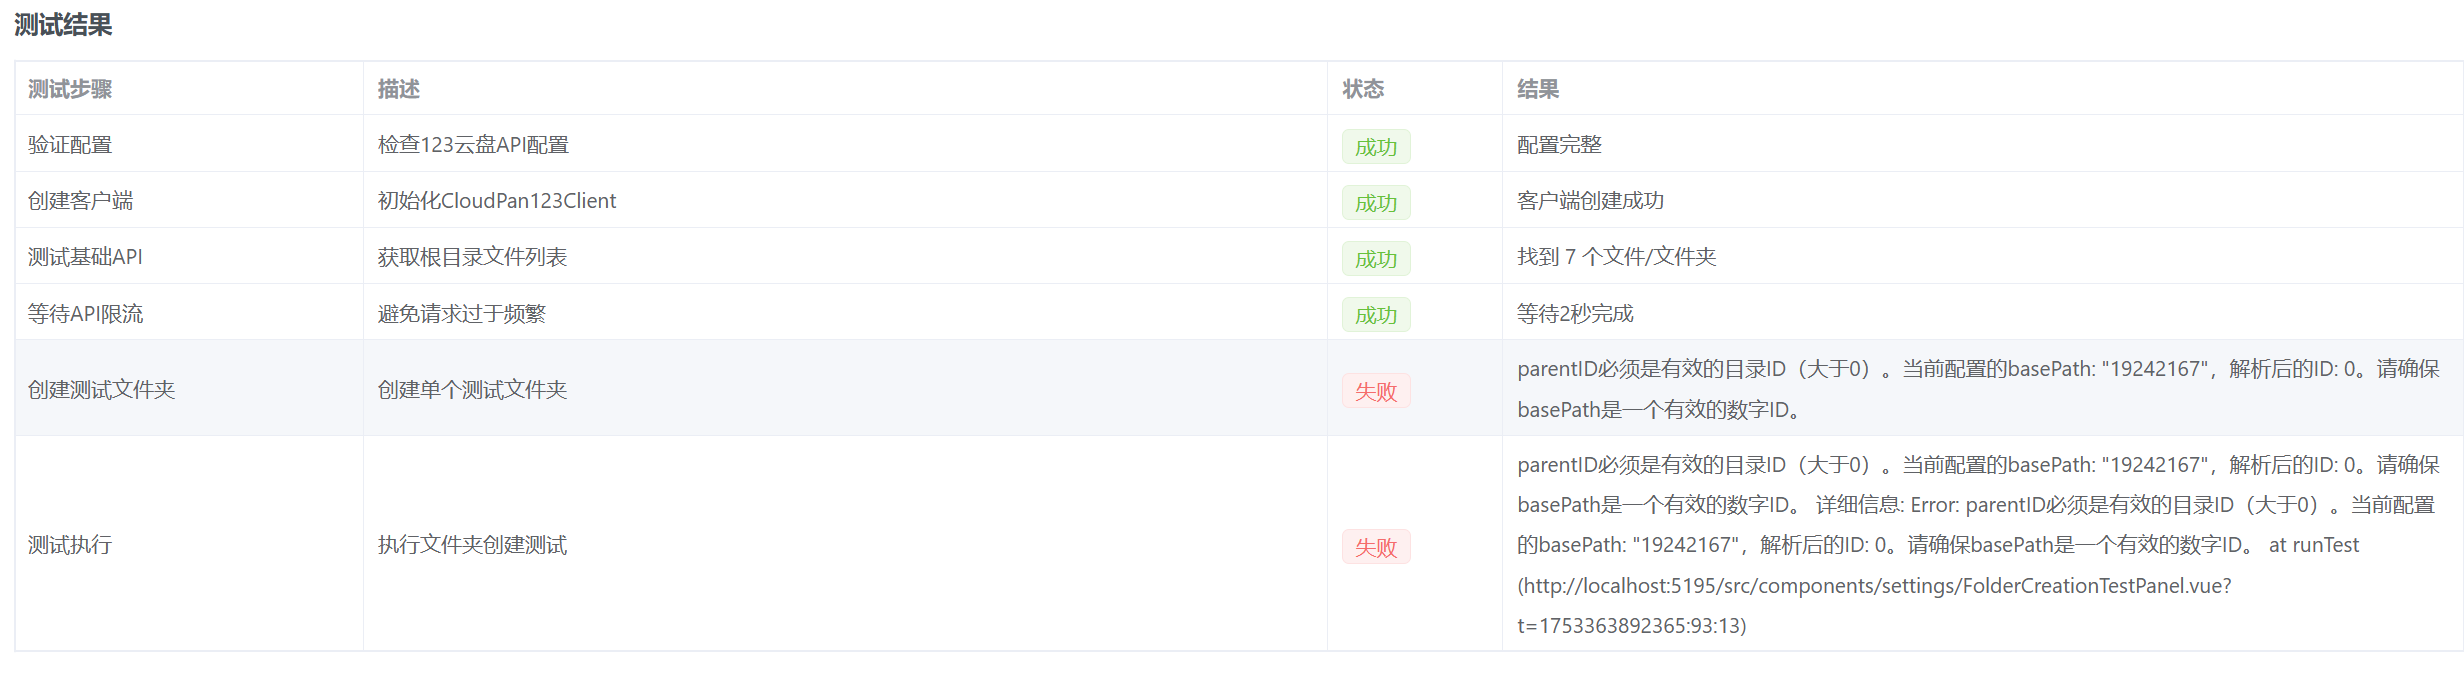 测试结果
测试步骤 描述 状态 结果
验证配置 检查123云盘API配置 成功 配置完整
创建客户端 初始化CloudPan123Client 成功 客户端创建成功
测试基础API 获取根目录文件列表 成功 找到 7 个文件/文件夹
等待API限流 避免请求过于频繁 成功 等待2秒完成
创建测试文件夹 创建单个测试文件夹 失败 parentID必须是有效的目录ID（大于0）。当前配置的basePath: "19242167"，解析后的ID: 0。请确保
basePath是一个有效的数字ID。
测试执行 执行文件夹创建测试 失败 parentID必须是有效的目录ID（大于0）。当前配置的basePath: "19242167"，解析后的ID: 0。请确保
basePath是一个有效的数字ID。 详细信息: Error: parentID必须是有效的目录ID（大于0）。当前配置
的basePath: "19242167"，解析后的ID: 0。请确保basePath是一个有效的数字ID。 at runTest
(http://localhost:5195/src/components/settings/FolderCreationTestPanel.vue?
t=1753363892365:93:13)